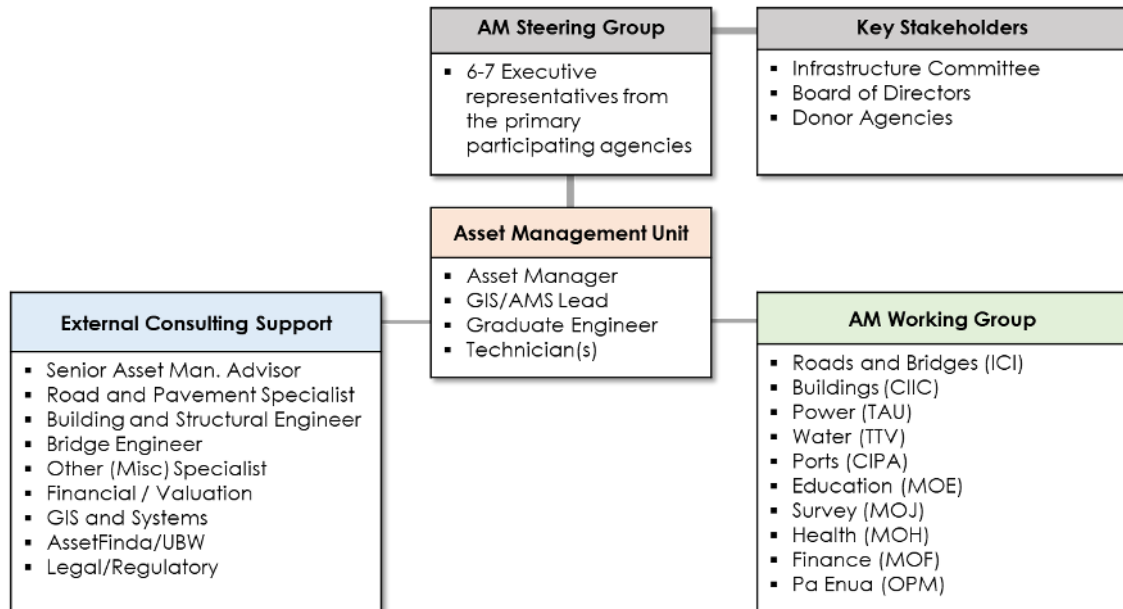 AM Steering Group
▪ 6-7 Executive
representatives from
the primary
participating agencies
Key Stakeholders
▪ Infrastructure Committee
▪ Board of Directors
▪ Donor Agencies
Asset Management Unit
▪ Asset Manager
▪ GIS/AMS Lead
▪ Graduate Engineer
▪ Technician(s)
External Consulting Support
▪ Senior Asset Man. Advisor
▪ Road and Pavement Specialist
▪ Building and Structural Engineer
▪ Bridge Engineer
▪ Other (Misc) Specialist
▪ Financial / Valuation
▪ GIS and Systems
▪ AssetFinda/UBW
▪ Legal/Regulatory
AM Working Group
▪ Roads and Bridges (ICI)
▪ Buildings (CIIC)
▪ Power (TAU)
▪ Water (TTV)
▪ Ports (CIPA)
▪ Education (MOE)
▪ Survey (MOJ)
▪ Health (MOH)
▪ Finance (MOF)
▪ Pa Enua (OPM)